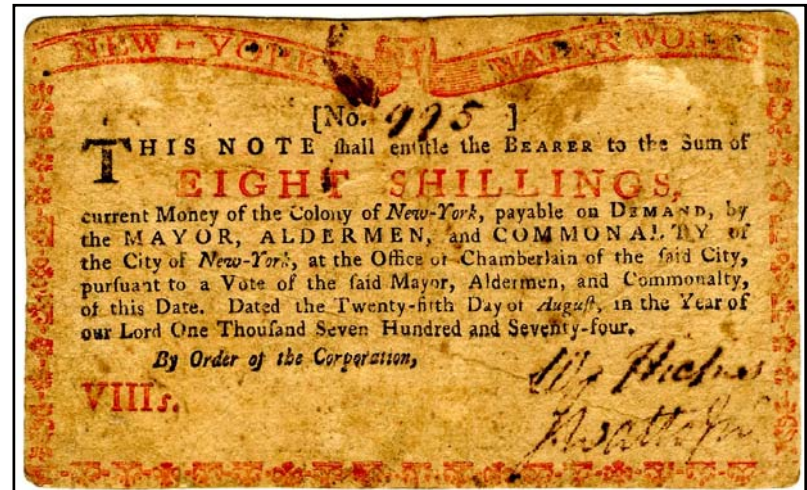 NEW-YORK WATER WORKS
[No. 995 ]
THIS NOTE ſhall entitle the BEARER to the Sum of
EIGHT SHILLINGS,
current Money of the Colony of New-York, payable on DEMAND, by
the MAYOR, ALDERMEN, and COMMONALTY of
the City of New-York, at the Office of Chamberlain of the ſaid City,
purſuant to a Vote of the ſaid Mayor, Aldermen, and Commonalty,
of this Date. Dated the Twenty-fifth Day of Auguſt, in the Year of
our Lord One Thouſand Seven Hundred and Seventy-four.
By Order of the Corporation,
VIIIs.